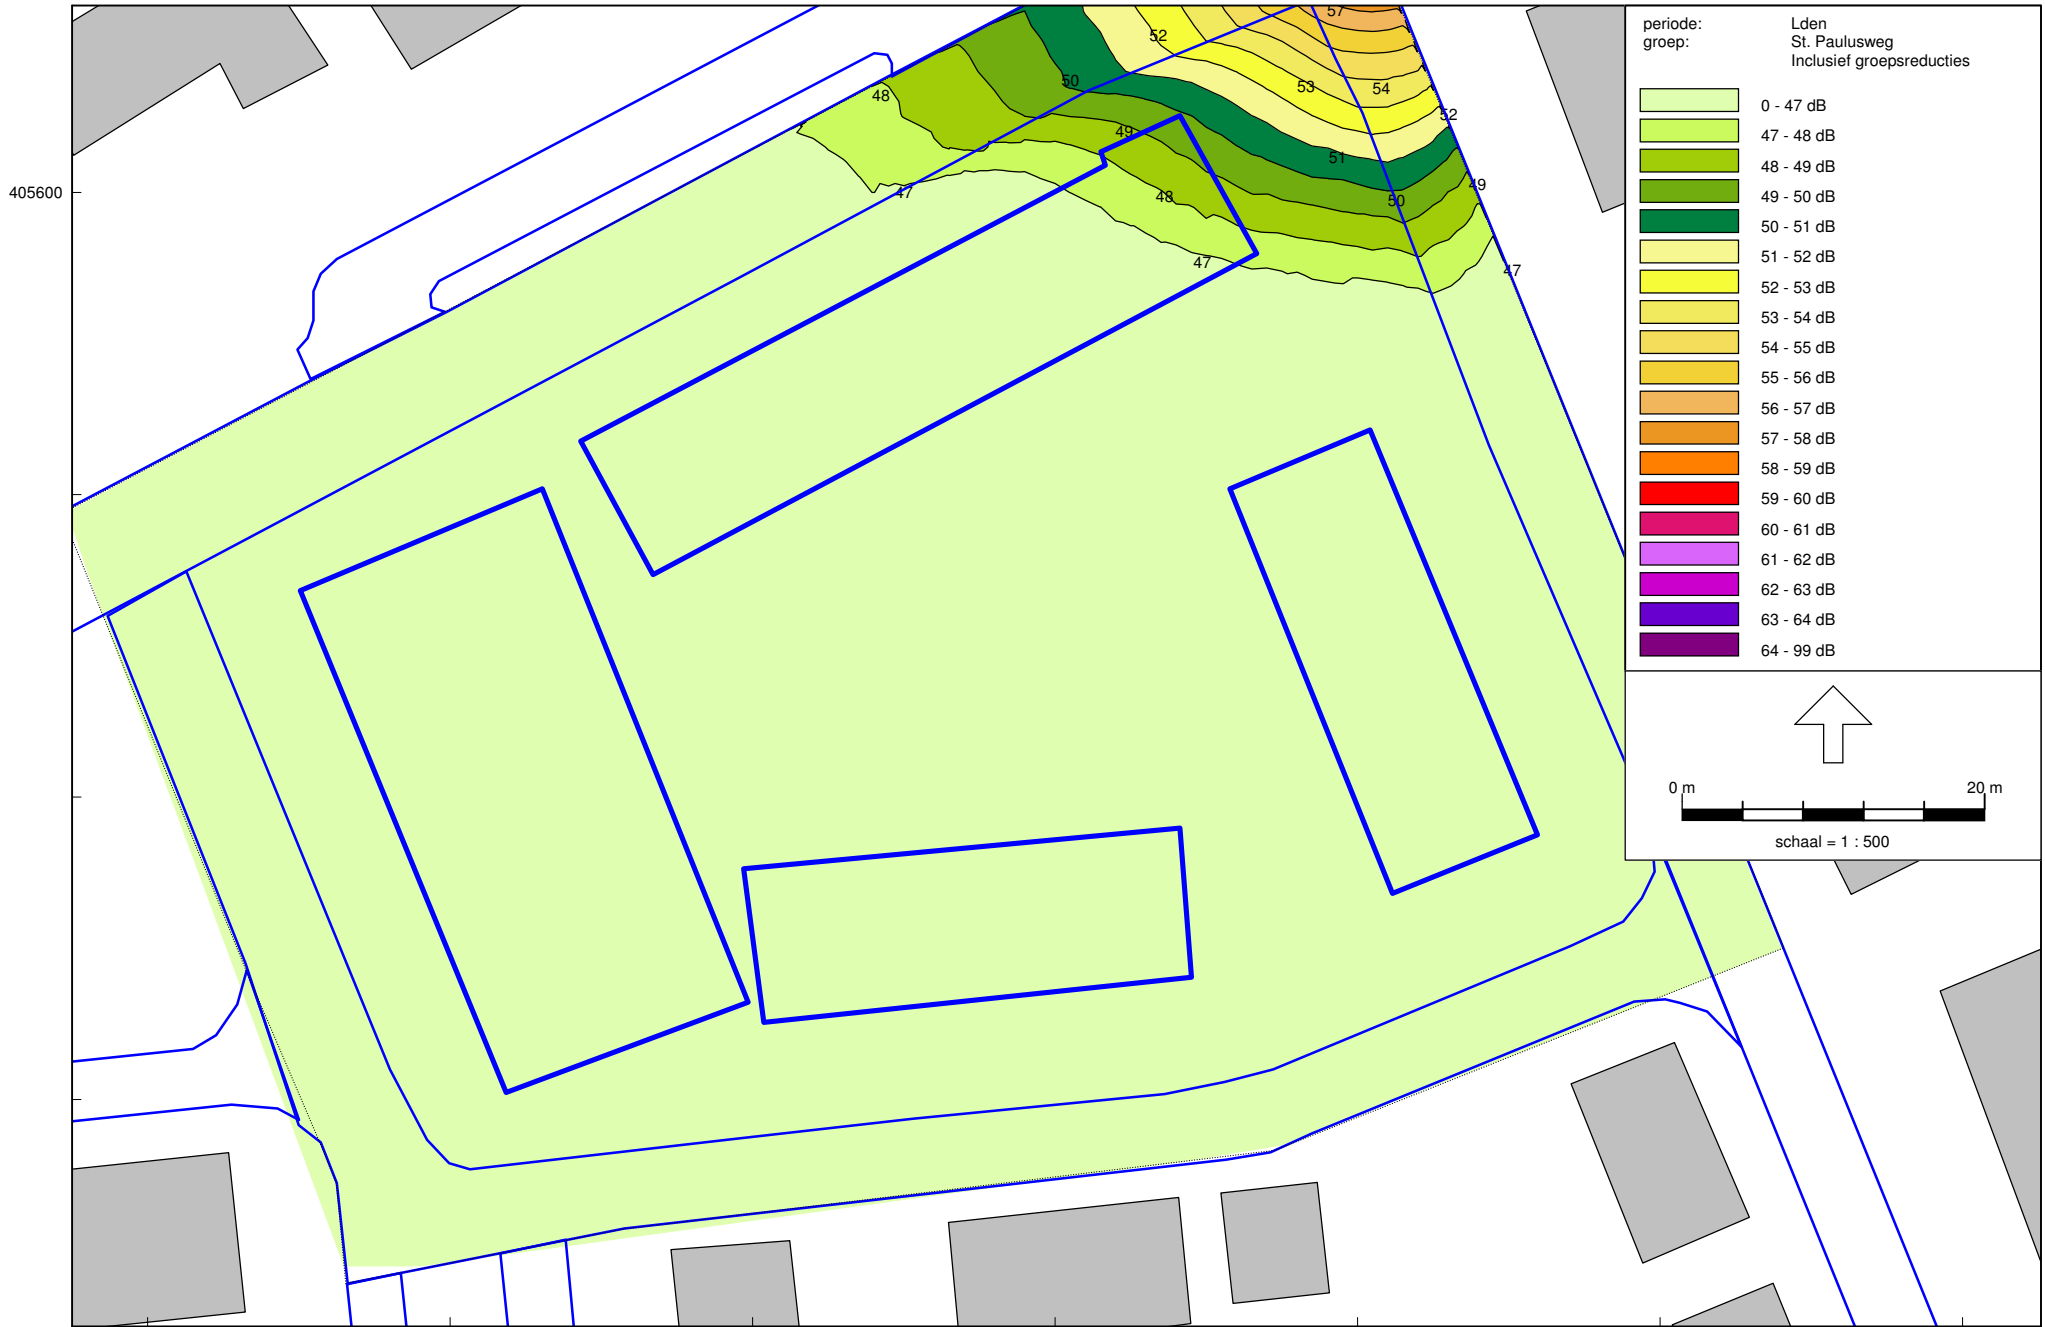 periode: Lden
groep: St. Paulusweg
Inclusief groepsreducties
0 - 47 dB
47 - 48 dB
48 - 49 dB
49 - 50 dB
50 - 51 dB
51 - 52 dB
52 - 53 dB
53 - 54 dB
54 - 55 dB
55 - 56 dB
56 - 57 dB
57 - 58 dB
58 - 59 dB
59 - 60 dB
60 - 61 dB
61 - 62 dB
62 - 63 dB
63 - 64 dB
64 - 99 dB
0 m 20 m
schaal = 1 : 500
405600
57
52
50
53
54
48
52
49
51
49
47
48
50
47
47